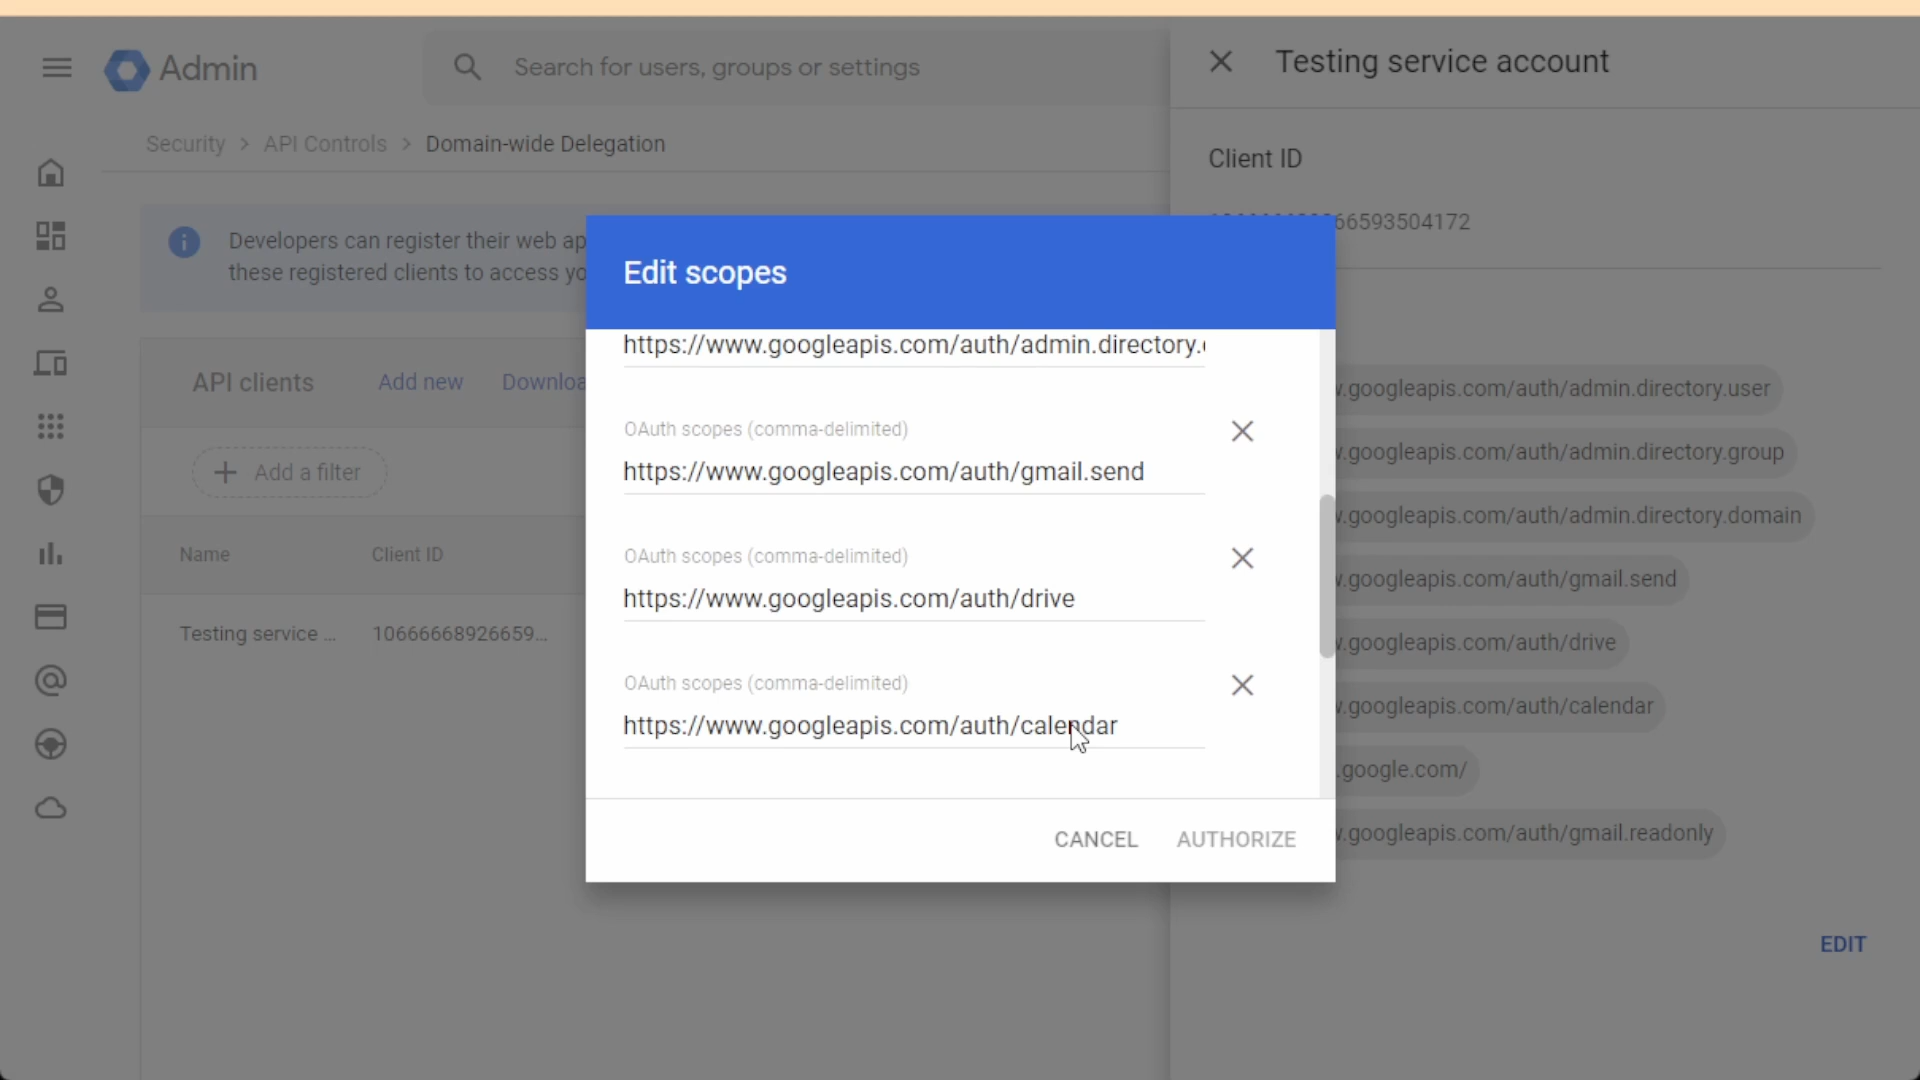 Admin
Search for users, groups or settings
Testing service account
Security > API Controls > Domain-wide Delegation
Client ID
66593504172
Developers can register their web ap
these registered clients to access yo
Edit scopes
https://www.googleapis.com/auth/admin.directory.
API clients
Add new
Downloa
.googleapis.com/auth/admin.directory.user
OAuth scopes (comma-delimited)
https://www.googleapis.com/auth/gmail.send
Add a filter
.googleapis.com/auth/admin.directory.group
.googleapis.com/auth/admin.directory.domain
Name
Client ID
OAuth scopes (comma-delimited)
https://www.googleapis.com/auth/drive
.googleapis.com/auth/gmail.send
Testing service ...
10666668926659...
.googleapis.com/auth/drive
OAuth scopes (comma-delimited)
https://www.googleapis.com/auth/calendar
.googleapis.com/auth/calendar
.google.com/
.googleapis.com/auth/gmail.readonly
CANCEL
AUTHORIZE
EDIT